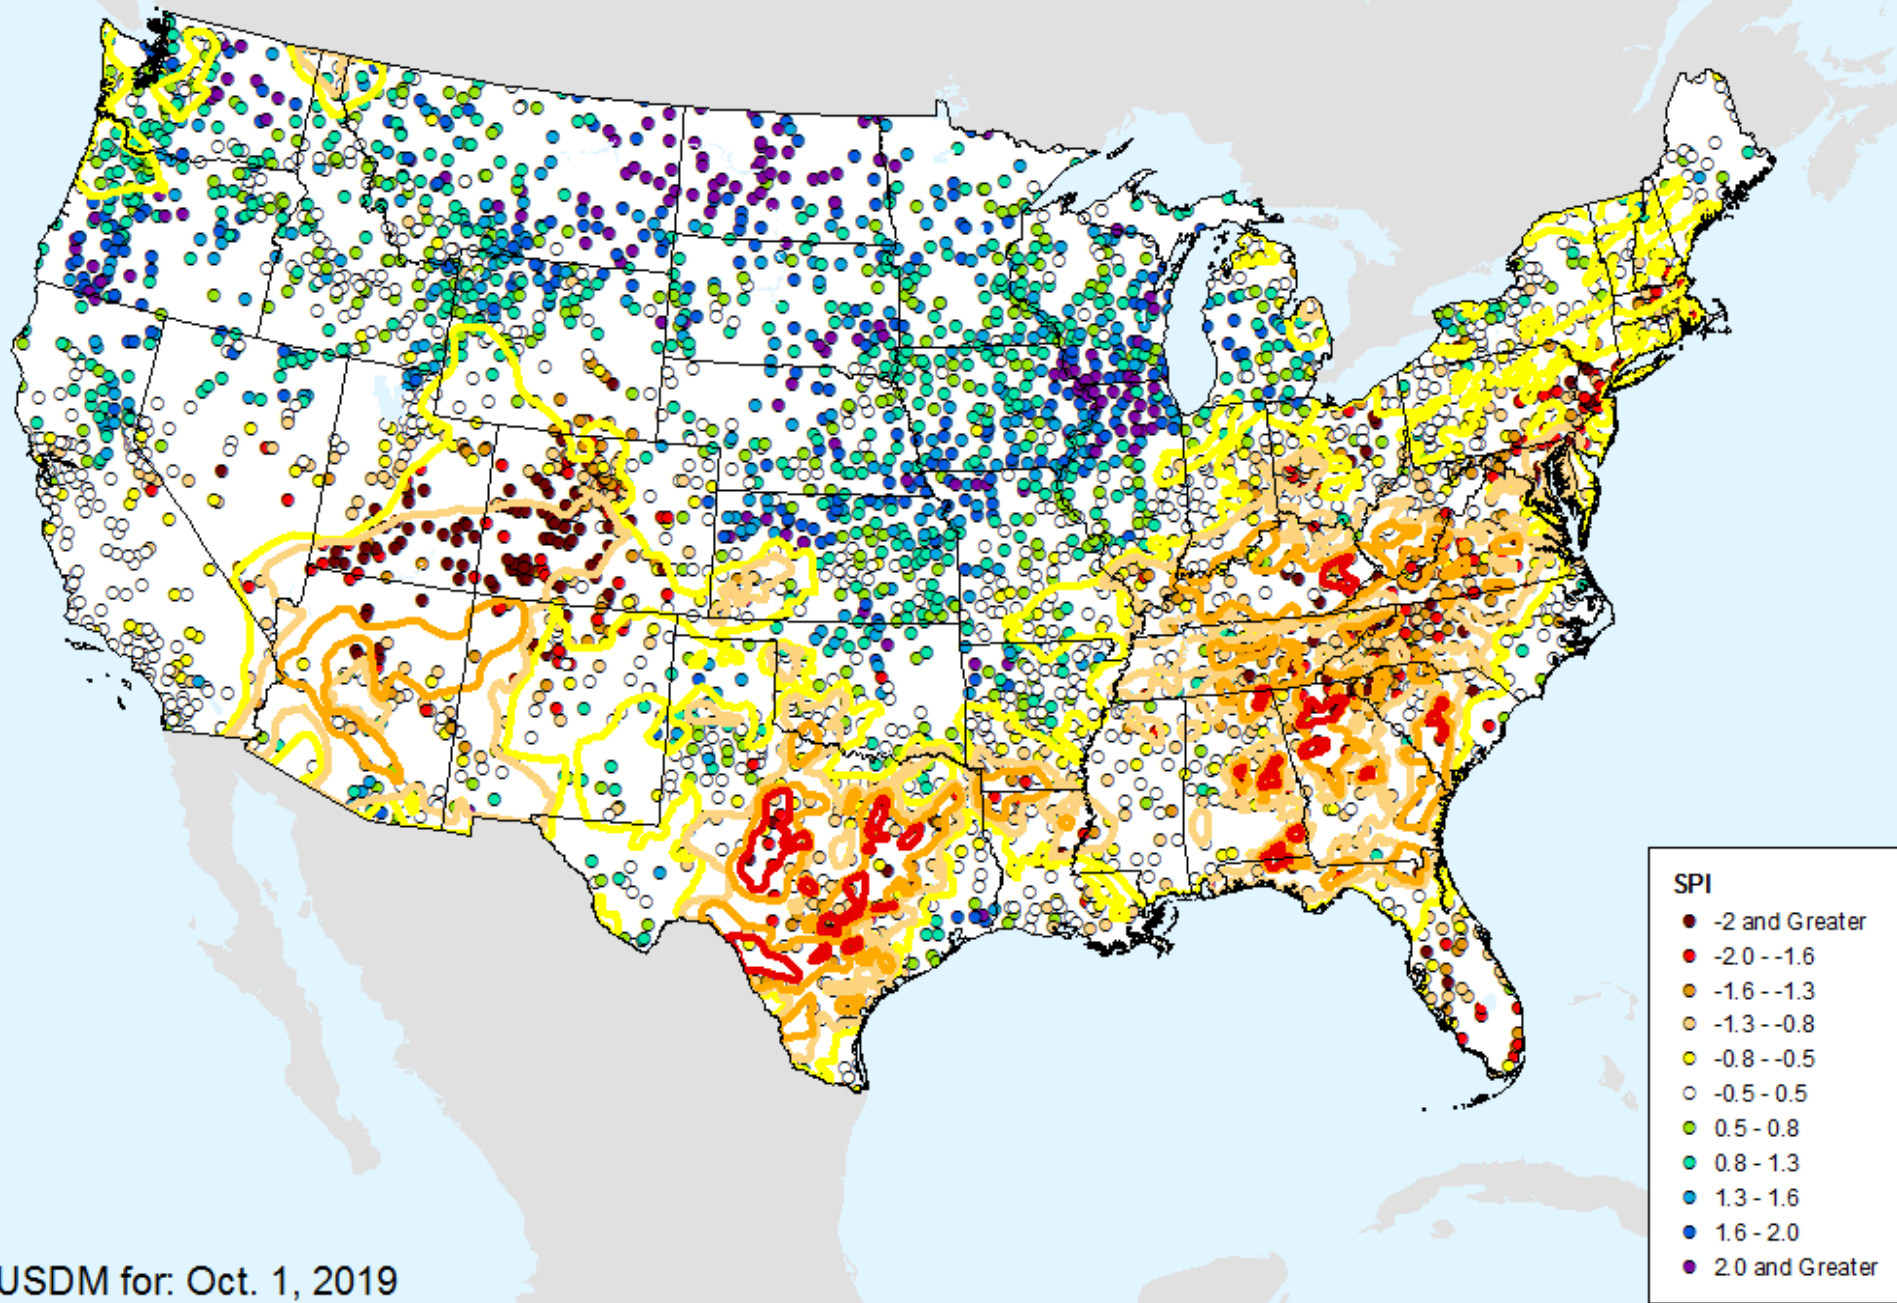 SPI
-2 and Greater
-2.0 - -1.6
-1.6 - -1.3
-1.3 - -0.8
-0.8 - -0.5
-0.5 - 0.5
0.5 - 0.8
0.8 - 1.3
1.3 - 1.6
1.6 - 2.0
2.0 and Greater
USDM for: Oct. 1, 2019